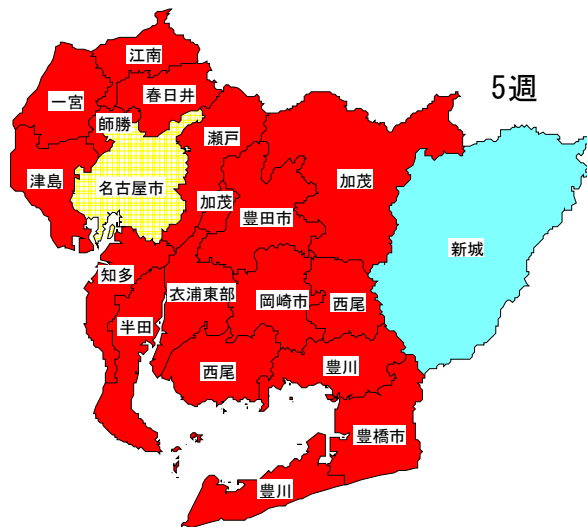 江南
5週
春日井
一宮
師勝
瀬戸
津島
加茂
名古屋市
加茂
豊田市
新城
知多
衣浦東部
岡崎市
西尾
半田
西尾
豊川
豊橋市
豊川